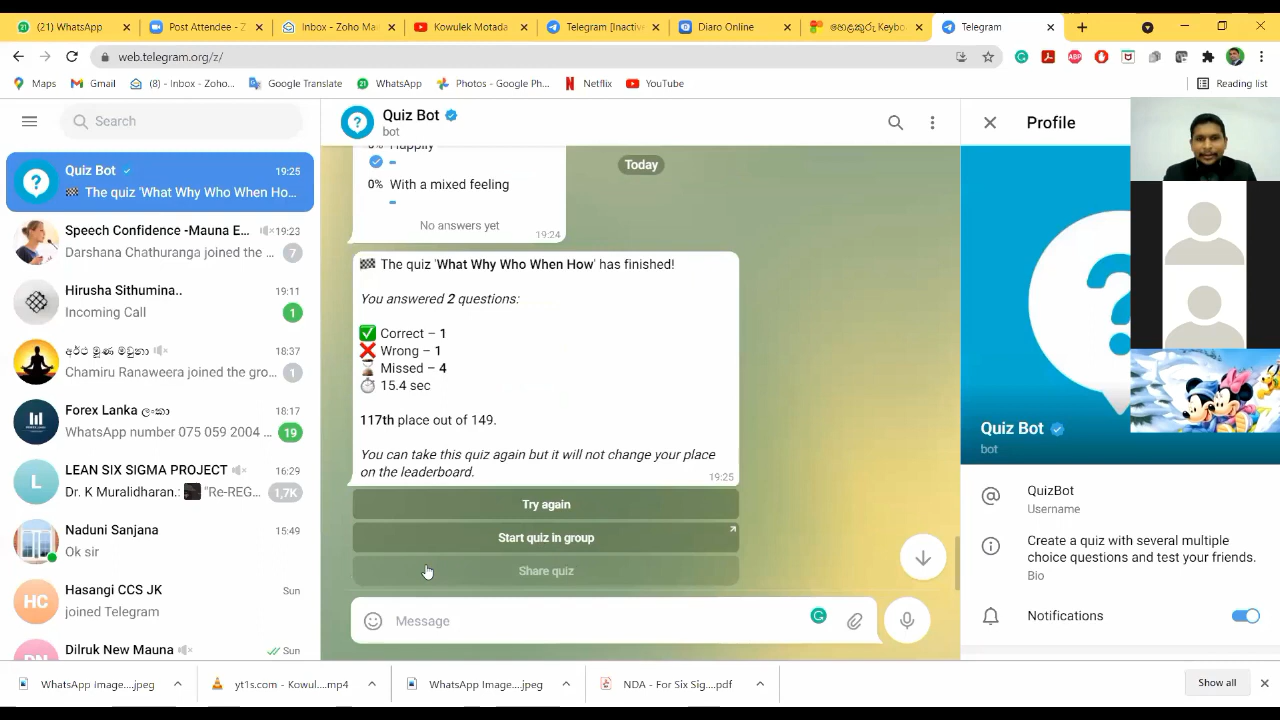 (21) WhatsApp
Post Attendee - Z
Inbox - Zoho Ma
Kowulek Motada
Telegram [Inactive
Diaro Online
හෙළකුරු Keybo
Telegram
web.telegram.org/z/
Maps
Gmail
(8) - Inbox - Zoho...
Google Translate
WhatsApp
Photos - Google Ph...
Netflix
YouTube
Reading list
Search
Quiz Bot
19:25
The quiz 'What Why Who When Ho...
Speech Confidence -Mauna E...
19:23
Darshana Chathuranga joined the ...
7
Hirusha Sithumina..
19:11
Incoming Call
1
18:37
Chamiru Ranaweera joined the gro...
1
Forex Lanka ලංකා
18:17
WhatsApp number 075 059 2004 ...
19
L
LEAN SIX SIGMA PROJECT
16:29
Dr. K Muralidharan.: "Re-REG...
1,7K
Naduni Sanjana
15:49
Ok sir
HC
Hasangi CCS JK
Sun
joined Telegram
DN
Dilruk New Mauna
Sun
Quiz Bot
bot
Today
0% Happily
0% With a mixed feeling
No answers yet
19:24
The quiz 'What Why Who When How' has finished!
You answered 2 questions:
Correct – 1
Wrong – 1
Missed – 4
15.4 sec
117th place out of 149.
You can take this quiz again but it will not change your place
on the leaderboard.
19:25
Try again
Start quiz in group
Share quiz
Message
Profile
Quiz Bot
bot
QuizBot
Username
Create a quiz with several multiple
choice questions and test your friends.
Bio
Notifications
WhatsApp Image....jpeg
yt1s.com - Kowul....mp4
WhatsApp Image....jpeg
NDA - For Six Sig....pdf
Show all